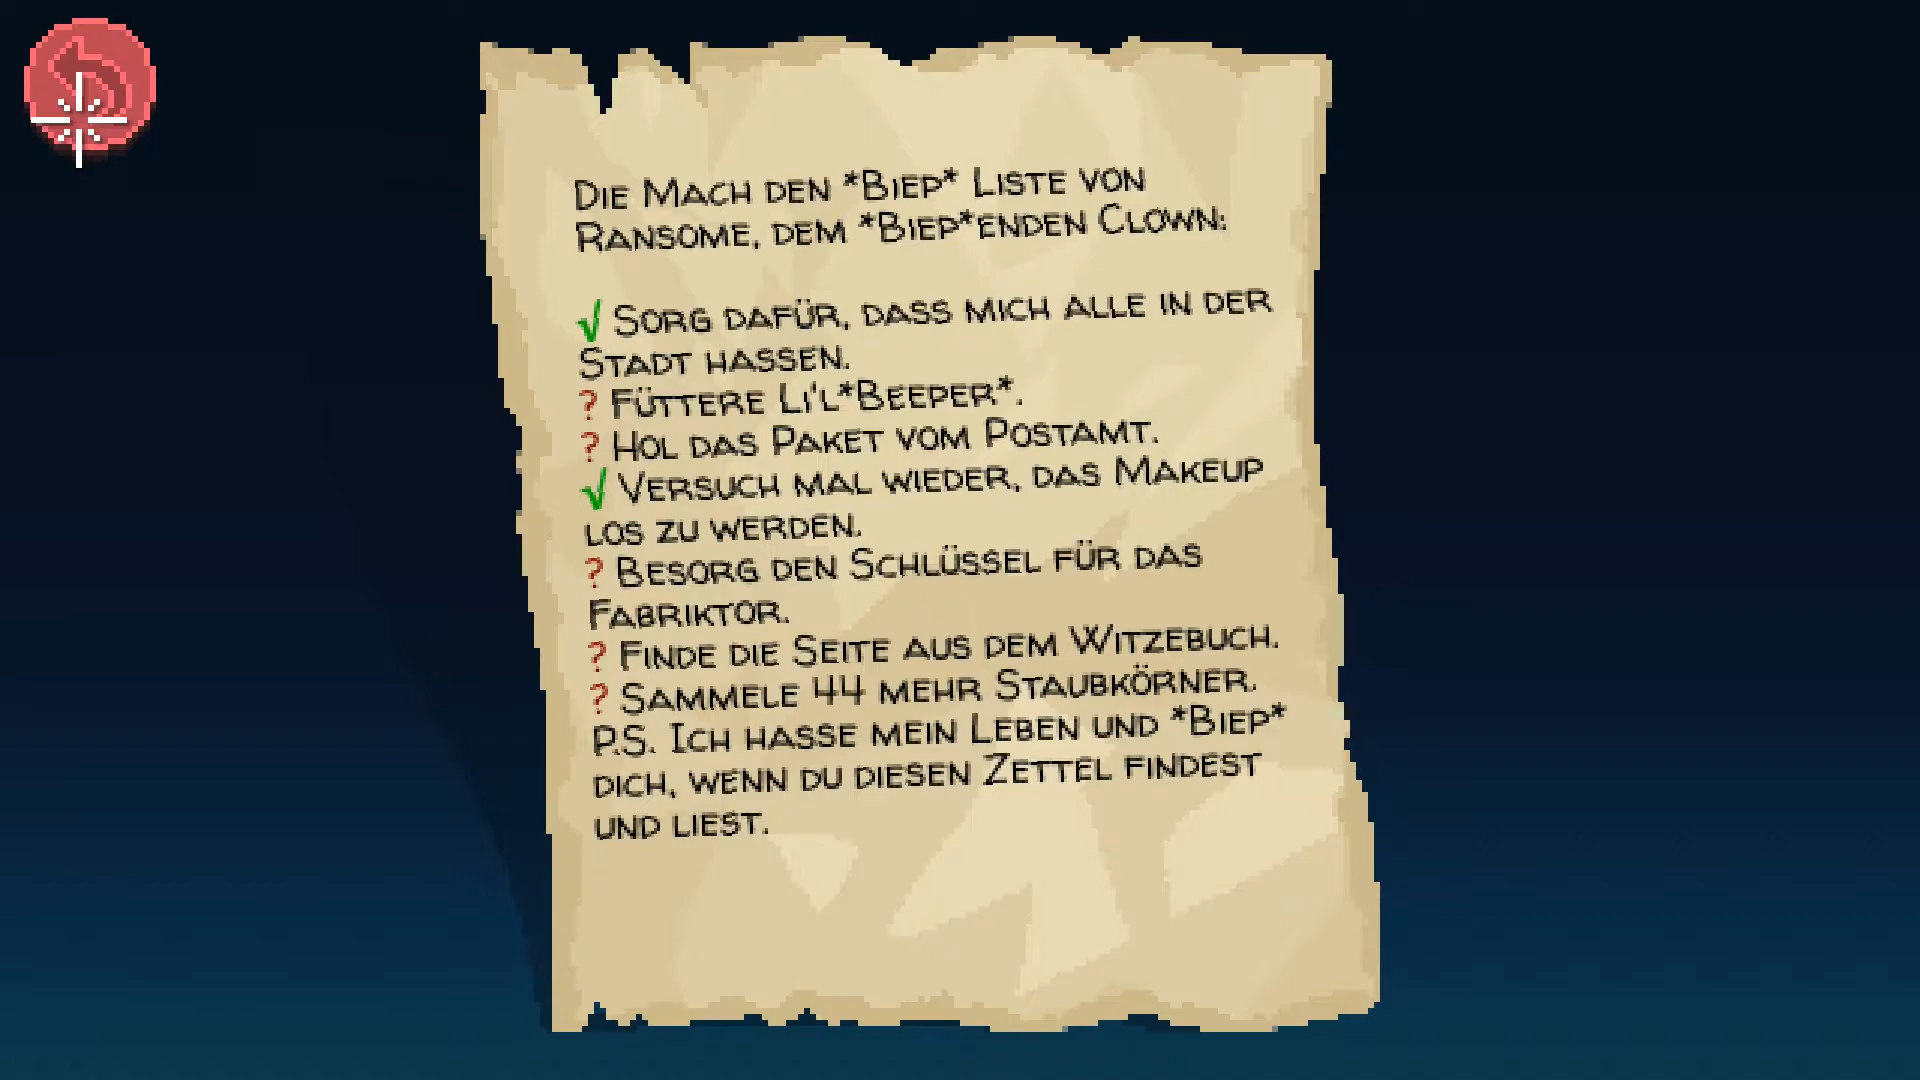 Die Mach den *Biep* Liste von
Ransome, dem *Biep*enden Clown:
√ Sorg dafür, dass mich alle in der
Stadt hassen.
? Füttere Li'l*Beeper*.
? Hol das Paket vom Postamt.
√ Versuch mal wieder, das Makeup
los zu werden.
? Besorg den Schlüssel für das
Fabriktor.
? Finde die Seite aus dem Witzebuch.
? Sammele 44 mehr Staubkörner.
P.S. Ich hasse mein Leben und *Biep*
dich, wenn du diesen Zettel findest
und liest.